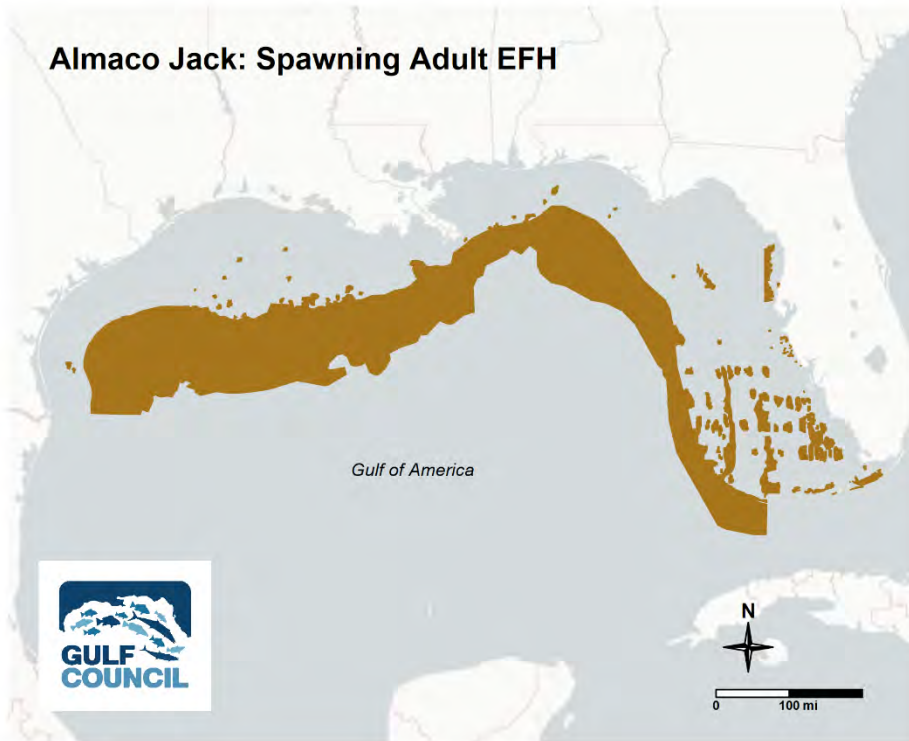 Almaco Jack: Spawning Adult EFH
Gulf of America
GULF
COUNCIL
N
0 100 mi